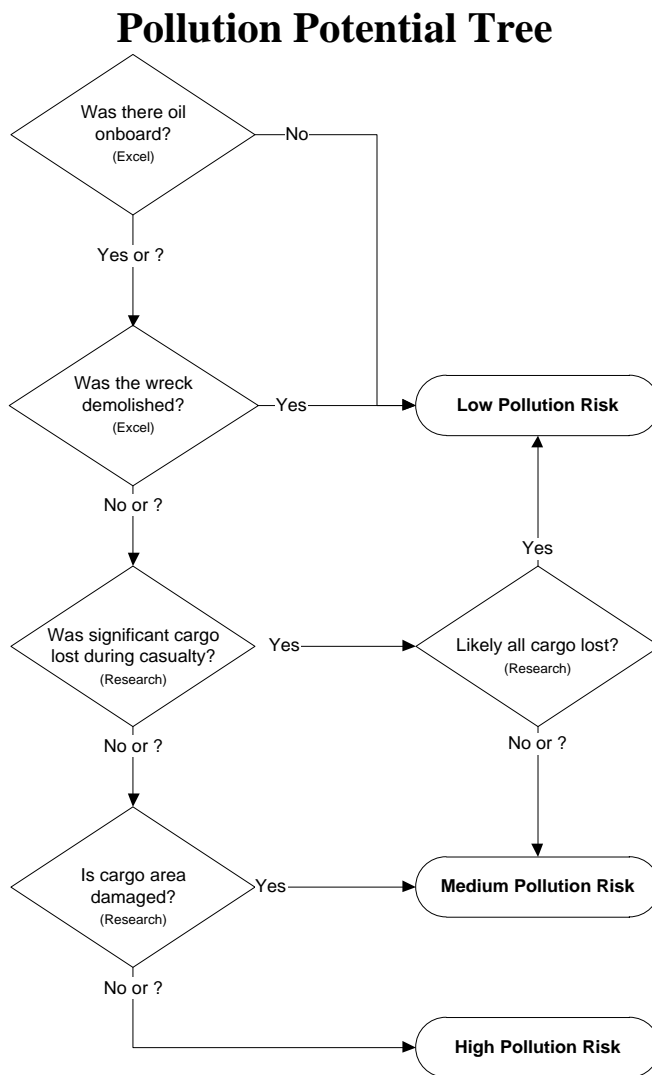 Pollution Potential Tree
Was there oil
onboard?
(Excel)
No
Yes or ?
Was the wreck
demolished?
(Excel)
Yes
Low Pollution Risk
No or ?
Yes
Was significant cargo
lost during casualty?
(Research)
Yes
Likely all cargo lost?
(Research)
No or ?
No or ?
Is cargo area
damaged?
(Research)
Yes
Medium Pollution Risk
No or ?
High Pollution Risk